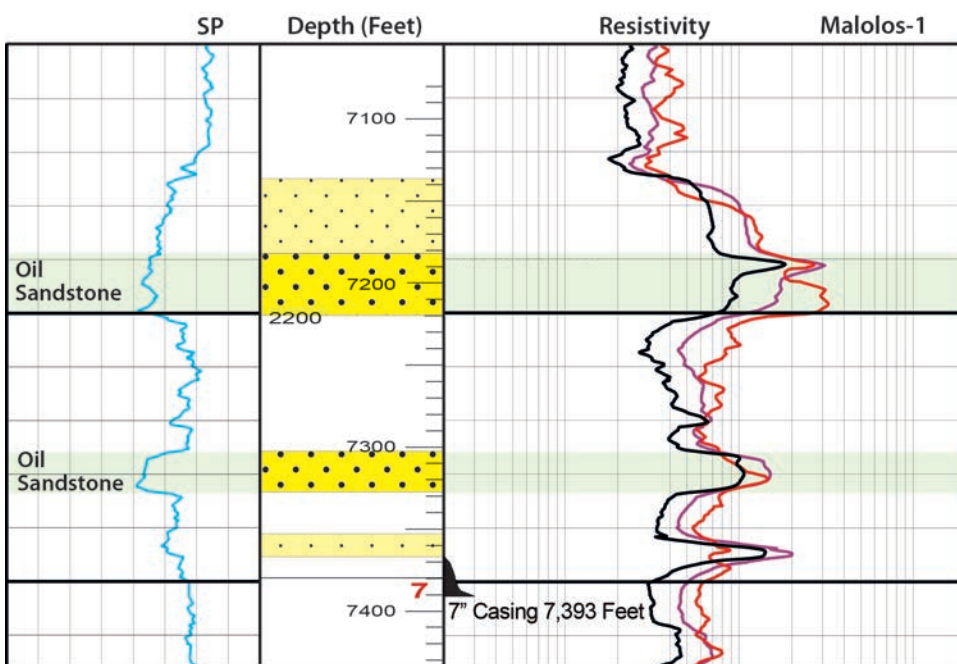 SP Depth (Feet) Resistivity Malolos-1
7100
Oil
Sandstone
7200
2200
7300
Oil
Sandstone
7
7” Casing 7,393 Feet
7400